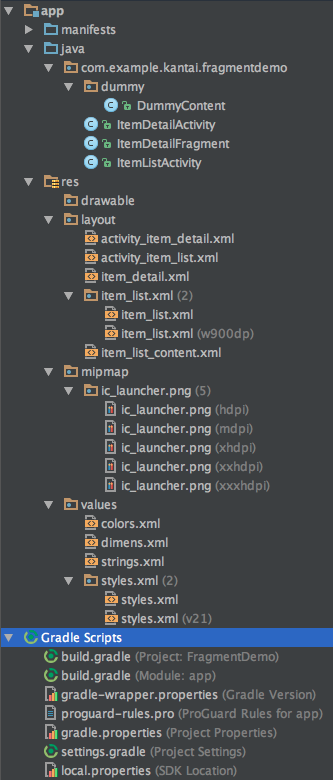 app
manifests
java
com.example.kantai.fragmentdemo
dummy
DummyContent
ItemDetailActivity
ItemDetailFragment
ItemListActivity
res
drawable
layout
activity_item_detail.xml
activity_item_list.xml
item_detail.xml
item_list.xml (2)
item_list.xml
item_list.xml (w900dp)
item_list_content.xml
mipmap
ic_launcher.png (5)
ic_launcher.png (hdpi)
ic_launcher.png (mdpi)
ic_launcher.png (xhdpi)
ic_launcher.png (xxhdpi)
ic_launcher.png (xxxhdpi)
values
colors.xml
dimens.xml
strings.xml
styles.xml (2)
styles.xml
styles.xml (v21)
Gradle Scripts
build.gradle (Project: FragmentDemo)
build.gradle (Module: app)
gradle-wrapper.properties (Gradle Version)
proguard-rules.pro (ProGuard Rules for app)
gradle.properties (Project Properties)
settings.gradle (Project Settings)
local.properties (SDK Location)